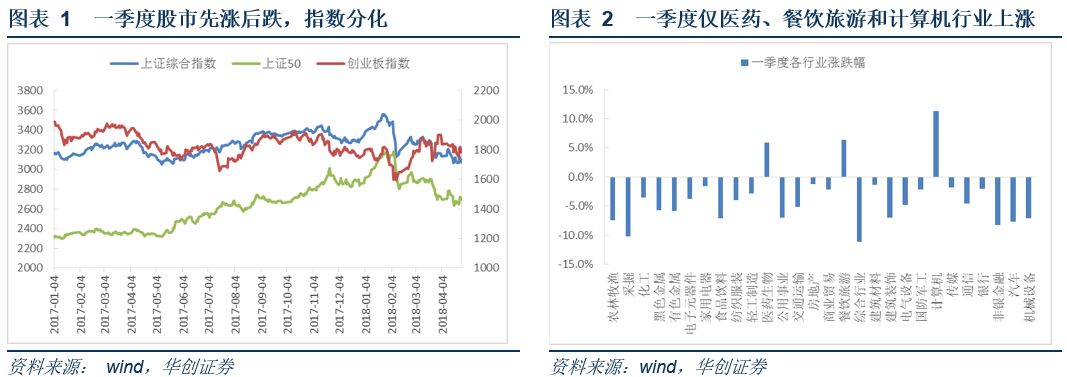 图表 1 一季度股市先涨后跌，指数分化
上证综合指数 上证50 创业板指数
3800 2200
3600
3400 2000
3200 1800
3000
2800 1600
2600
1400
2400
2200 1200
2000 1000
2017-01-04
2017-02-04
2017-03-04
2017-04-04
2017-05-04
2017-06-04
2017-07-04
2017-08-04
2017-09-04
2017-10-04
2017-11-04
2017-12-04
2018-01-04
2018-02-04
2018-03-04
2018-04-04
资料来源： wind，华创证券
图表 2 一季度仅医药、餐饮旅游和计算机行业上涨
一季度各行业涨跌幅
15.0%
10.0%
5.0%
0.0%
-5.0%
-10.0%
-15.0%
农林牧渔
采掘
化工
黑色金属
有色金属
电子元器件
家用电器
食品饮料
纺织服装
轻工制造
医药生物
公用事业
交通运输
房地产
商业贸易
餐饮旅游
综合行业
建筑材料
建筑装饰
电气设备
国防军工
计算机
传媒
通信
银行
非银金融
汽车
机械设备
资料来源： wind，华创证券